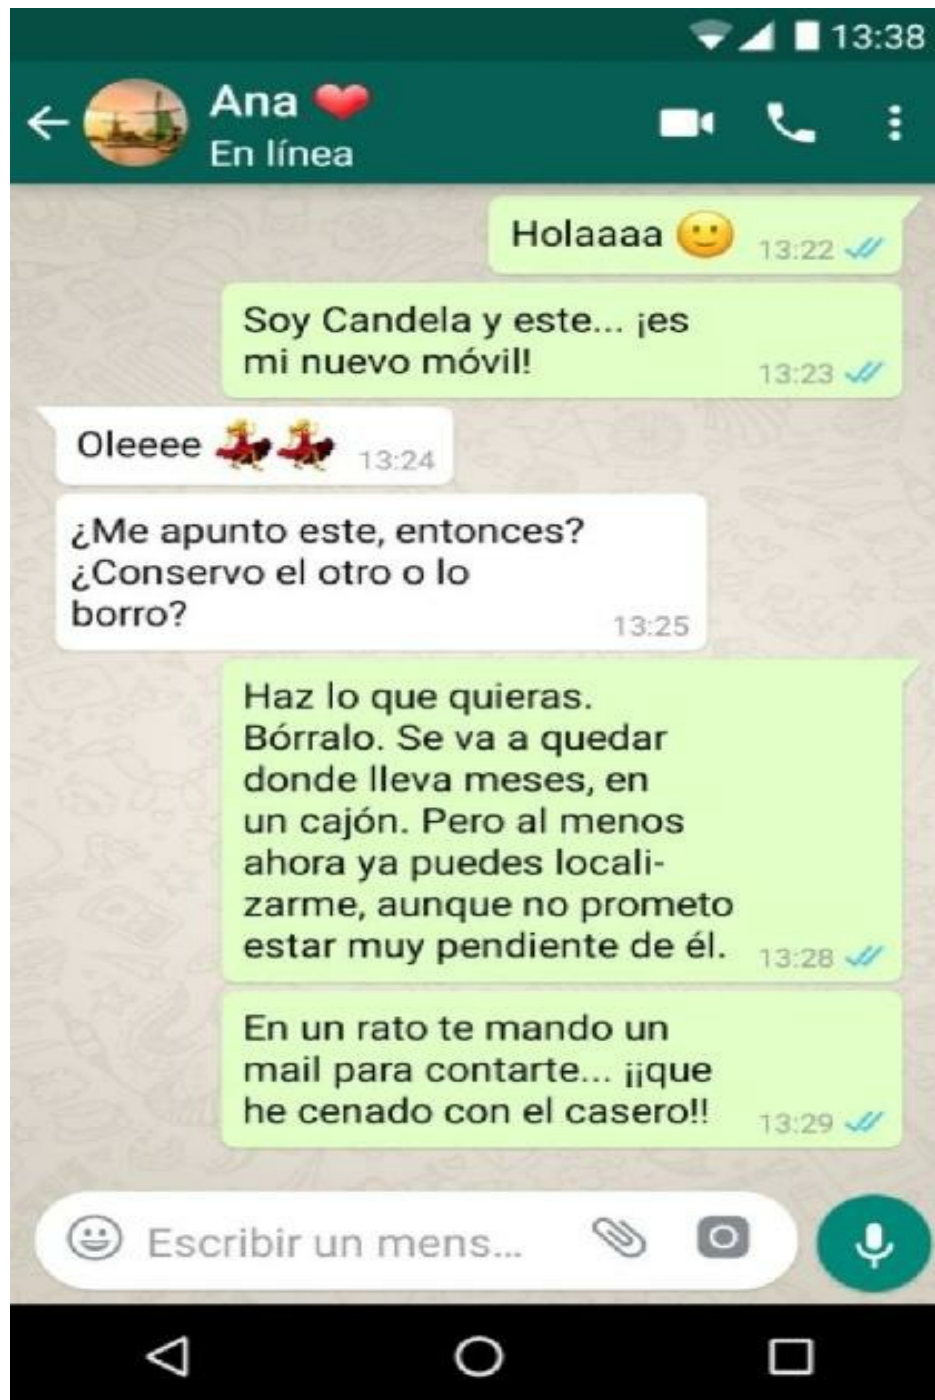 13:38
Ana ❤️
En línea
Holaaaa 🙂 13:22
Soy Candela y este... ¡es
mi nuevo móvil! 13:23
Oleeee 💃💃 13:24
¿Me apunto este, entonces?
¿Conservo el otro o lo
borro? 13:25
Haz lo que quieras.
Bórralo. Se va a quedar
donde lleva meses, en
un cajón. Pero al menos
ahora ya puedes locali-
zarme, aunque no prometo
estar muy pendiente de él. 13:28
En un rato te mando un
mail para contarte... ¡¡que
he cenado con el casero!! 13:29
Escribir un mens...